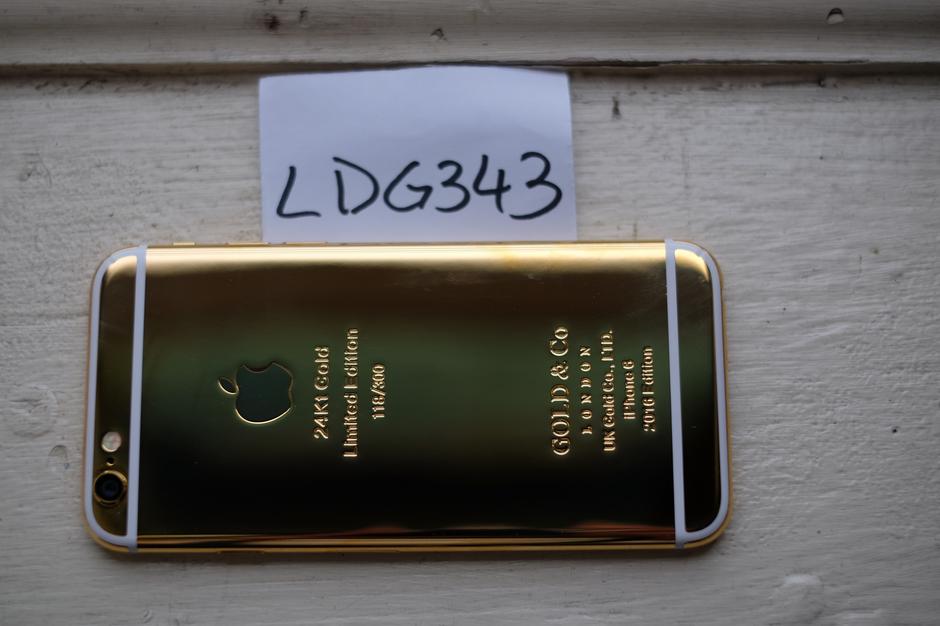 LDG343
24Kt Gold
Limited Edition
118/300
GOLD & Co
LONDON
UK Gold Co., LTD.
iPhone 6
2016 Edition